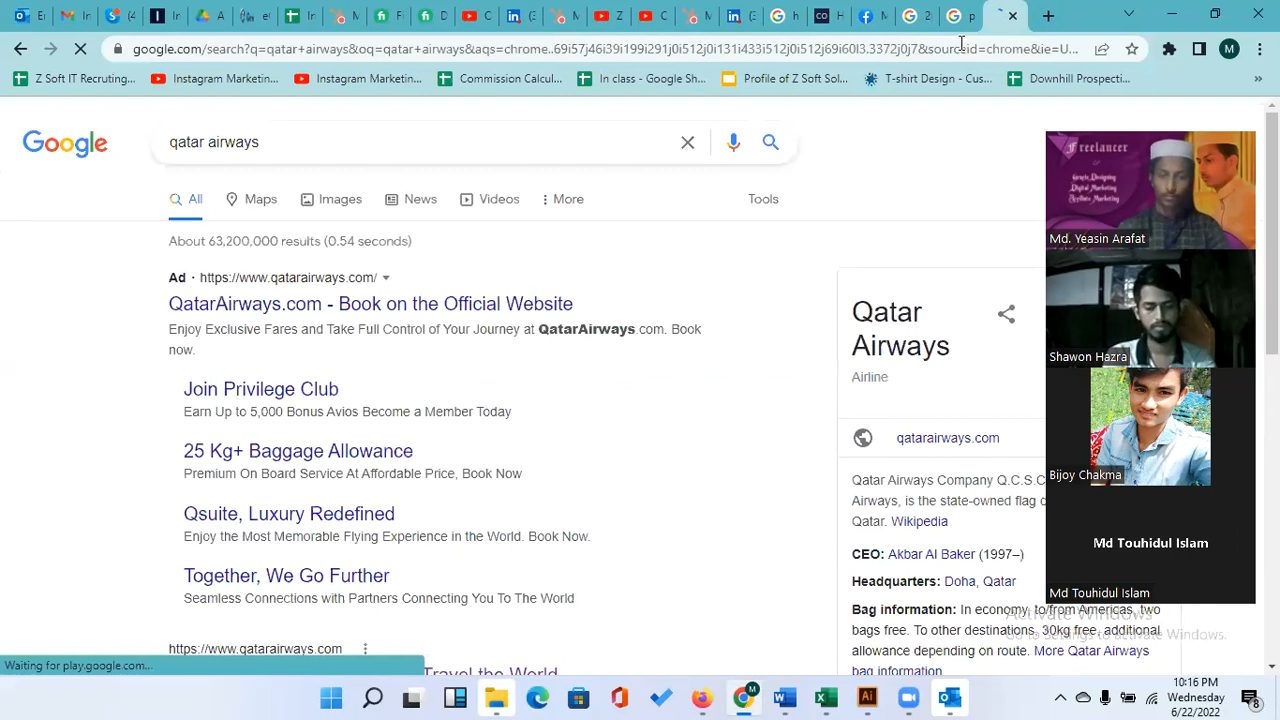 google.com/search?q=qatar+airways&oq=qatar+airways&aqs=chrome..69i57j46i39i199i291j0i512j0i131i433i512j0i512j69i60l3.3372j0j7&sourceid=chrome&ie=U...
Z Soft IT Recruting... Instagram Marketin... Instagram Marketin... Commission Calcul... In class - Google Sh... Profile of Z Soft Sol... T-shirt Design - Cus... Downhill Prospecti...
Google
qatar airways
All Maps Images News Videos More Tools
About 63,200,000 results (0.54 seconds)
Ad · https://www.qatarairways.com/
QatarAirways.com - Book on the Official Website
Enjoy Exclusive Fares and Take Full Control of Your Journey at QatarAirways.com. Book
now.
Join Privilege Club
Earn Up to 5,000 Bonus Avios Become a Member Today
25 Kg+ Baggage Allowance
Premium On Board Service At Affordable Price, Book Now
Qsuite, Luxury Redefined
Enjoy the Most Memorable Flying Experience in the World. Book Now.
Together, We Go Further
Seamless Connections with Partners Connecting You To The World
https://www.qatarairways.com
Travel the World
Waiting for play.google.com...
Qatar
Airways
Airline
qatarairways.com
Qatar Airways Company Q.C.S.C
Airways, is the state-owned flag c
Qatar. Wikipedia
CEO: Akbar Al Baker (1997–)
Headquarters: Doha, Qatar
Bag information: In economy, to/from Americas, two
bags free. To other destinations, 30kg free, additional
allowance depending on route. More Qatar Airways
bag information
Freelancer
Digital Marketing
Md. Yeasin Arafat
Shawon Hazra
Bijoy Chakma
Md Touhidul Islam
Md Touhidul Islam
Activate Windows
Go to Settings to activate Windows.
10:16 PM
Wednesday
6/22/2022
8